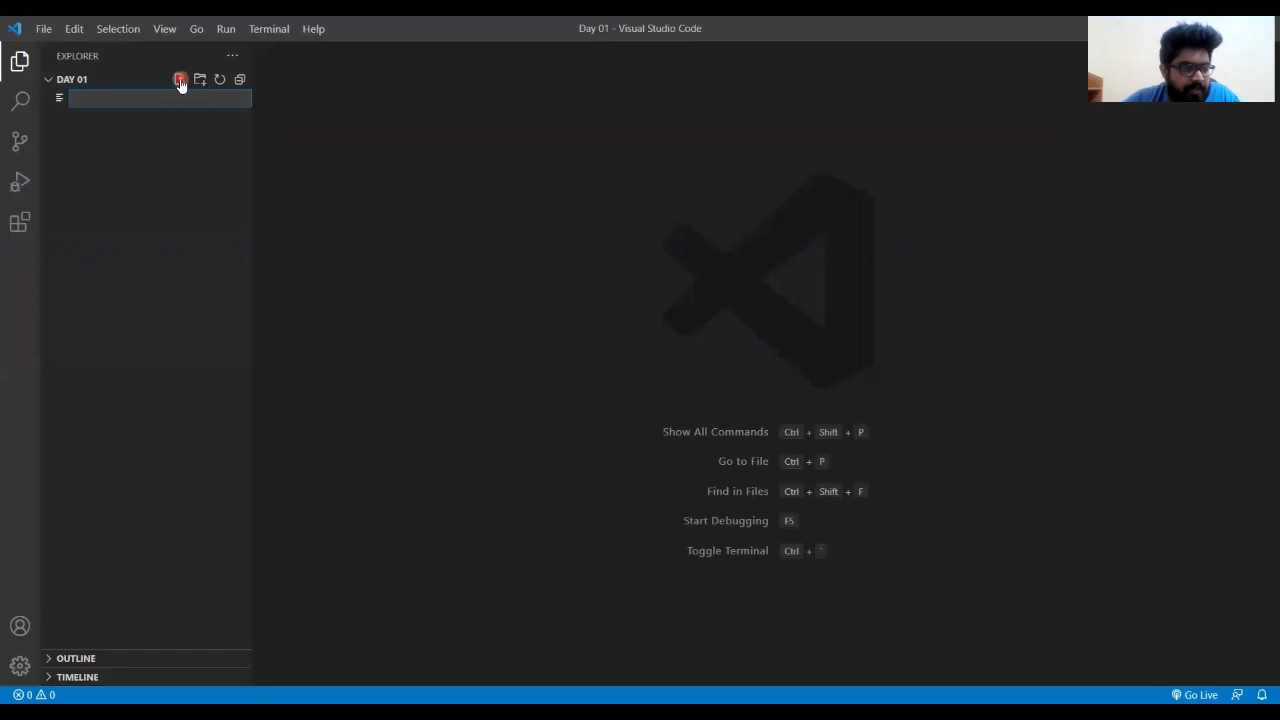 File Edit Selection View Go Run Terminal Help
Day 01 - Visual Studio Code
EXPLORER
DAY 01
Show All Commands Ctrl + Shift + P
Go to File Ctrl + P
Find in Files Ctrl + Shift + F
Start Debugging F5
Toggle Terminal Ctrl + `
OUTLINE
TIMELINE
0 0
Go Live